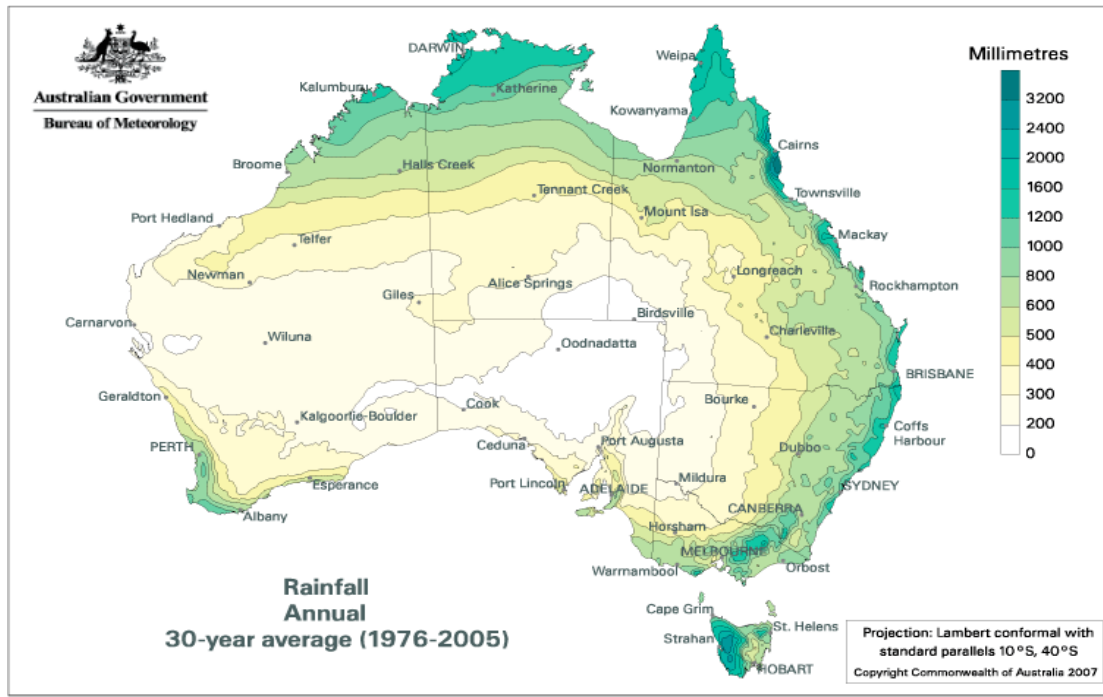 Australian Government
Bureau of Meteorology
DARWIN
Weipa
Kalumburu
Katherine
Kowanyama
Broome
Halls Creek
Normanton
Cairns
Tennant Creek
Townsville
Port Hedland
Mount Isa
Mackay
Telfer
Newman
Alice Springs
Longreach
Giles
Rockhampton
Carnarvon
Birdsville
Wiluna
Oodnadatta
Charleville
Geraldton
BRISBANE
Cook
Bourke
Kalgoorlie-Boulder
Coffs
Harbour
PERTH
Ceduna
Port Augusta
Dubbo
Esperance
Port Lincoln
ADELAIDE
Mildura
SYDNEY
Albany
CANBERRA
Horsham
MELBOURNE
Warrnambool
Orbost
Cape Grim
St. Helens
Strahan
HOBART
Millimetres
3200
2400
2000
1600
1200
1000
800
600
500
400
300
200
0
Rainfall
Annual
30-year average (1976-2005)
Projection: Lambert conformal with
standard parallels 10°S, 40°S
Copyright Commonwealth of Australia 2007